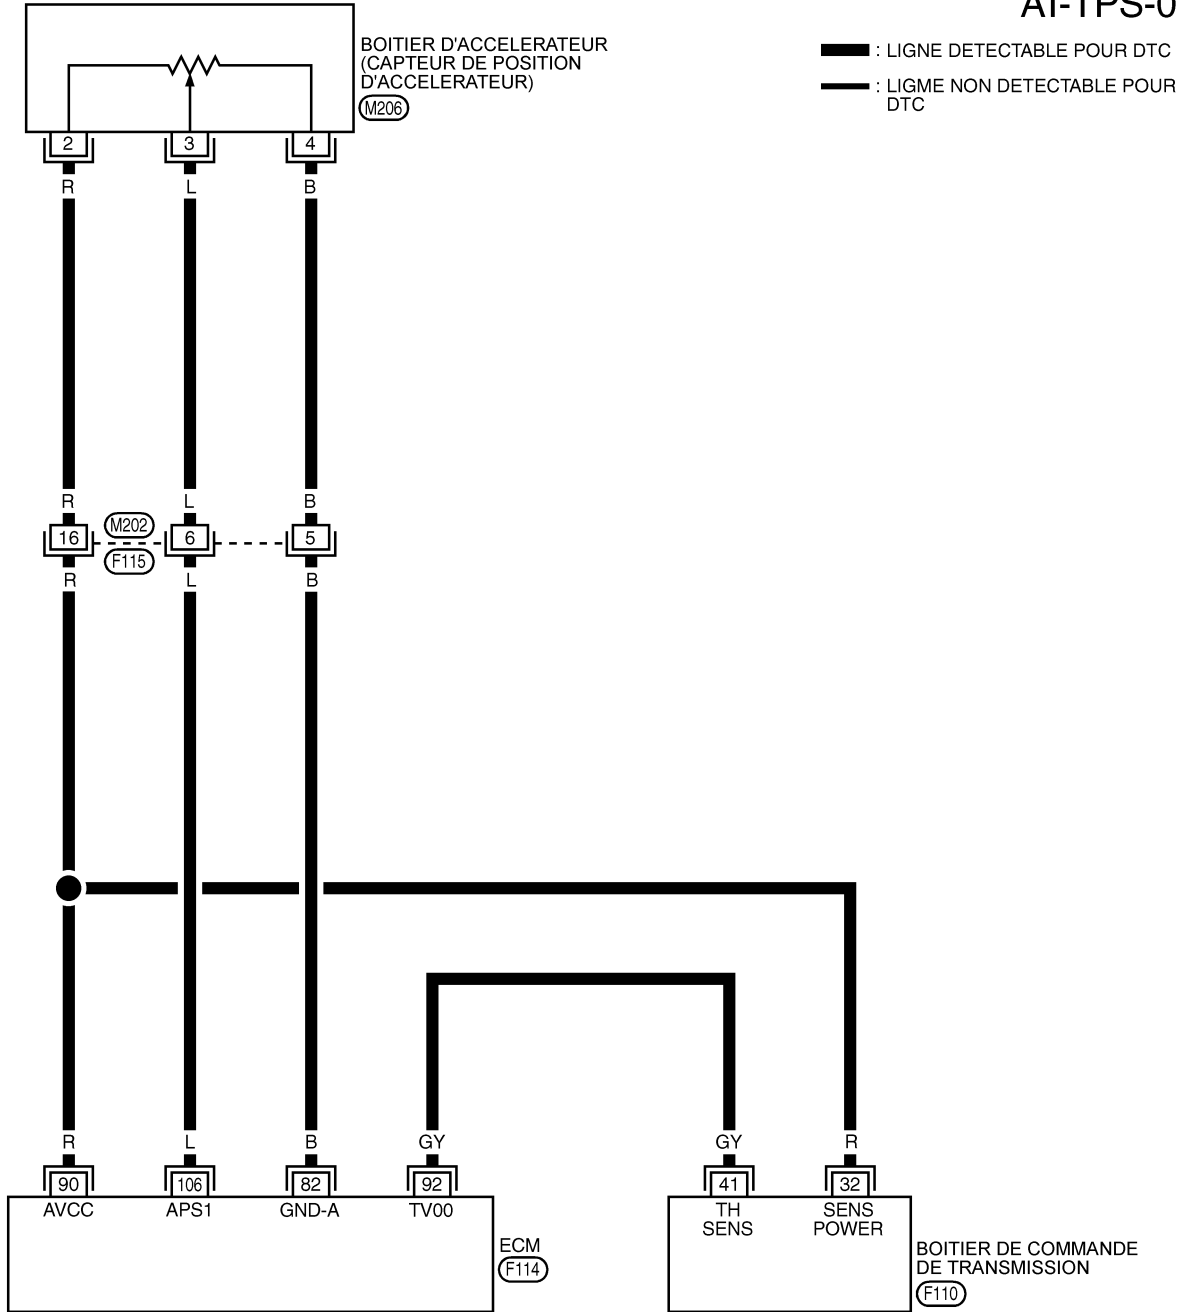 AT-TPS-0
BOITIER D'ACCELERATEUR
(CAPTEUR DE POSITION
D'ACCELERATEUR)
M206
: LIGNE DETECTABLE POUR DTC
: LIGME NON DETECTABLE POUR
DTC
2 3 4
R L B
R L B
16 M202 6 5
F115
R L B
R L B GY GY R
90 106 82 92 41 32
AVCC APS1 GND-A TV00 TH SENS
SENS POWER
ECM
F114
BOITIER DE COMMANDE
DE TRANSMISSION
F110